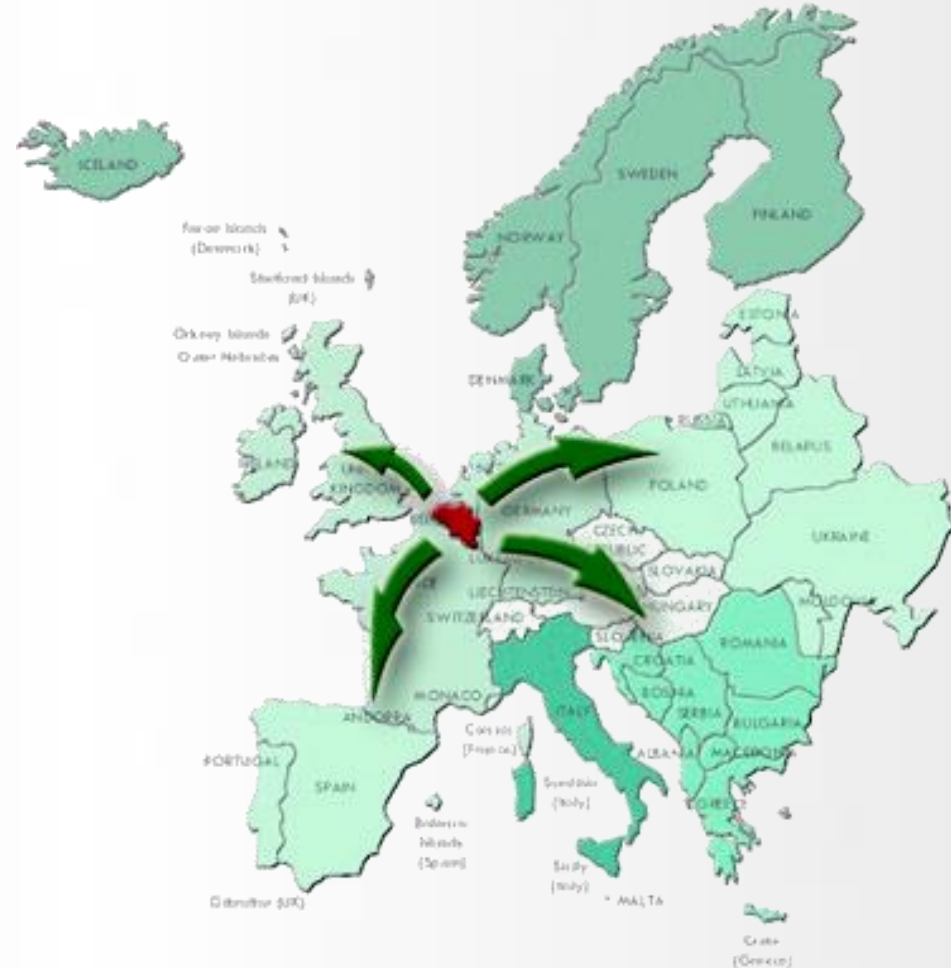 ICELAND
SWEDEN
FINLAND
NORWAY
Faroe Islands
(Denmark)
Shetland Islands
(UK)
ESTONIA
Orkney Islands
Outer Hebrides
LATVIA
DENMARK
LITHUANIA
RUSSIA
BELARUS
IRELAND
KINGDOM
POLAND
GERMANY
CZECH
UKRAINE
SLOVAKIA
LIECHTENSTEIN
HUNGARY
SWITZERLAND
SLOVENIA
ROMANIA
CROATIA
MONACO
BOSNIA
ITALY
SERBIA
ANDORRA
BULGARIA
Corsica
(France)
ALBANIA
MACEDONIA
PORTUGAL
SPAIN
Sardinia
(Italy)
GREECE
Balearic
Islands
(Spain)
Sicily
(Italy)
MALTA
Gibraltar (UK)
Crete
(Greece)